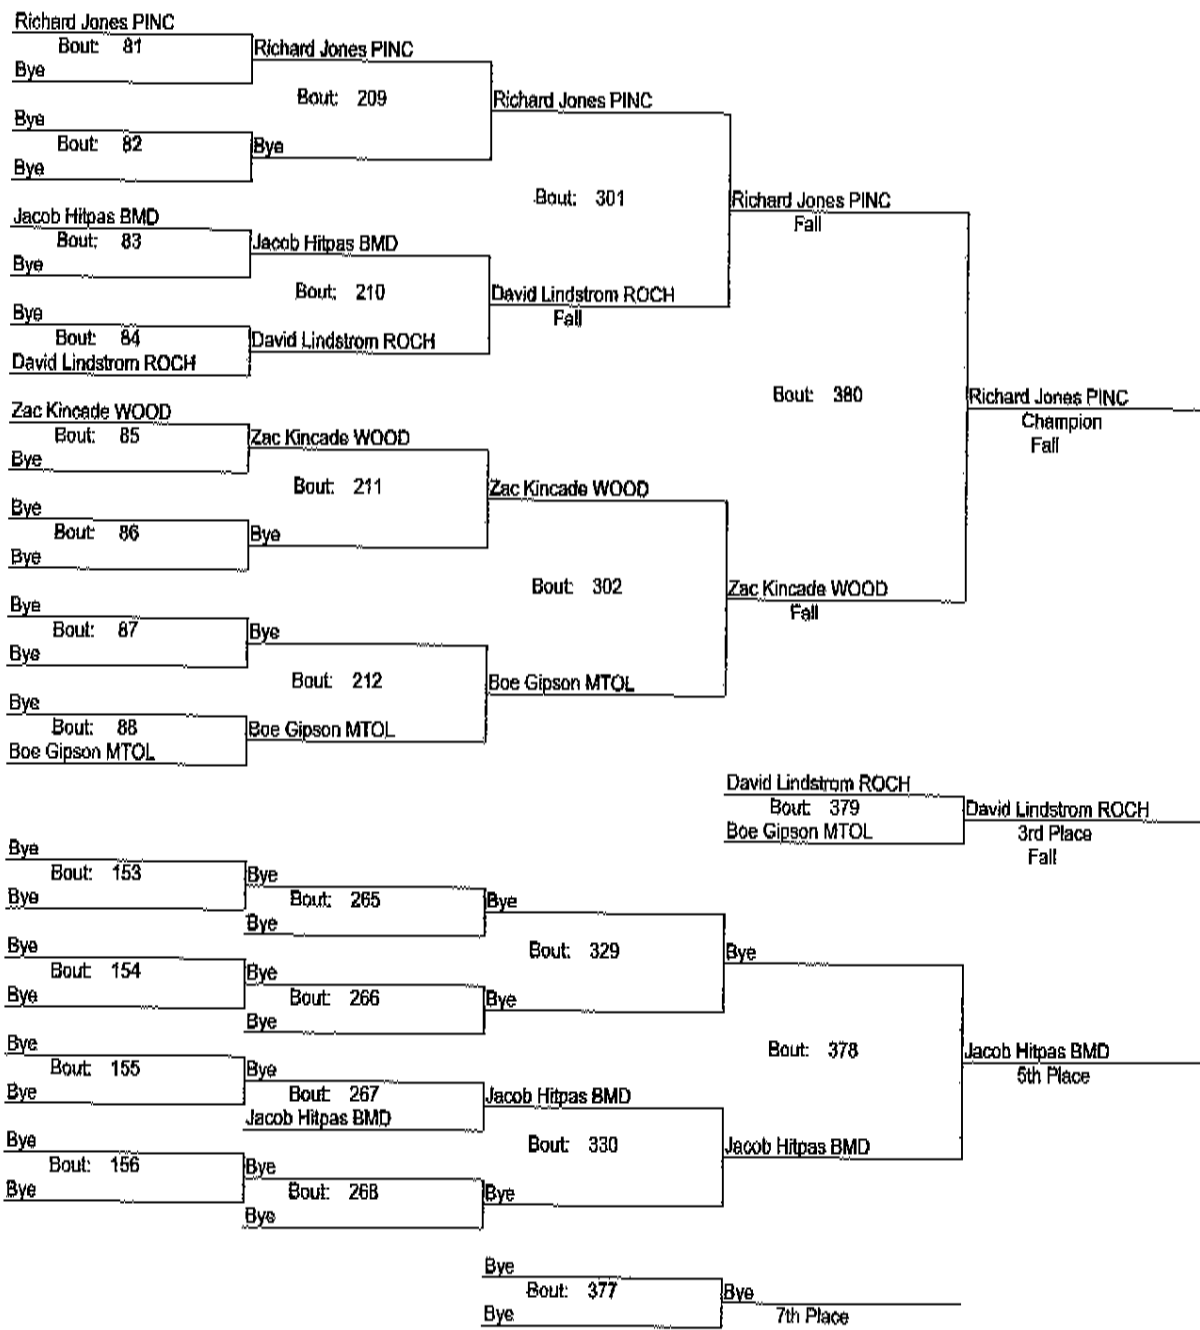 Richard Jones PINC
Bout: 81
Bye
Richard Jones PINC
Bout: 209
Bye
Bout: 82
Bye
Bye
Richard Jones PINC
Bout: 301
Jacob Hitpas BMD
Bout: 83
Bye
Jacob Hitpas BMD
Bout: 210
Bye
Bout: 84
David Lindstrom ROCH
David Lindstrom ROCH
David Lindstrom ROCH
Fall
Richard Jones PINC
Fall
Bout: 380
Richard Jones PINC
Champion
Fall
Zac Kincade WOOD
Bout: 85
Bye
Zac Kincade WOOD
Bout: 211
Bye
Bout: 86
Bye
Bye
Zac Kincade WOOD
Bout: 302
Bye
Bout: 87
Bye
Bye
Bout: 212
Bye
Bout: 88
Boe Gipson MTOL
Boe Gipson MTOL
Boe Gipson MTOL
Zac Kincade WOOD
Fall
David Lindstrom ROCH
Bout: 379
Boe Gipson MTOL
David Lindstrom ROCH
3rd Place
Fall
Bye
Bout: 153
Bye
Bye
Bout: 265
Bye
Bye
Bout: 329
Bye
Bout: 154
Bye
Bye
Bout: 266
Bye
Bye
Bye
Bout: 378
Jacob Hitpas BMD
5th Place
Bye
Bout: 155
Bye
Bye
Bout: 267
Jacob Hitpas BMD
Jacob Hitpas BMD
Bout: 330
Jacob Hitpas BMD
Bye
Bout: 156
Bye
Bye
Bout: 268
Bye
Bye
Bye
Bout: 377
Bye
Bye
7th Place